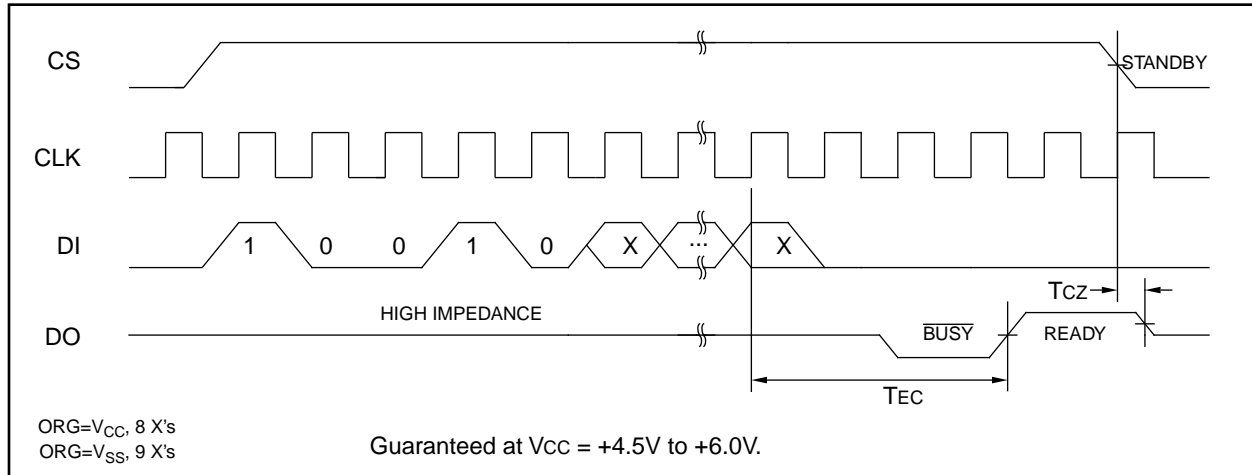 CS
STANDBY
CLK
DI
1 0 0 1 0 X ... X
TCZ
HIGH IMPEDANCE
DO
BUSY
READY
TEC
ORG=VCC, 8 X's
ORG=VSS, 9 X's
Guaranteed at VCC = +4.5V to +6.0V.